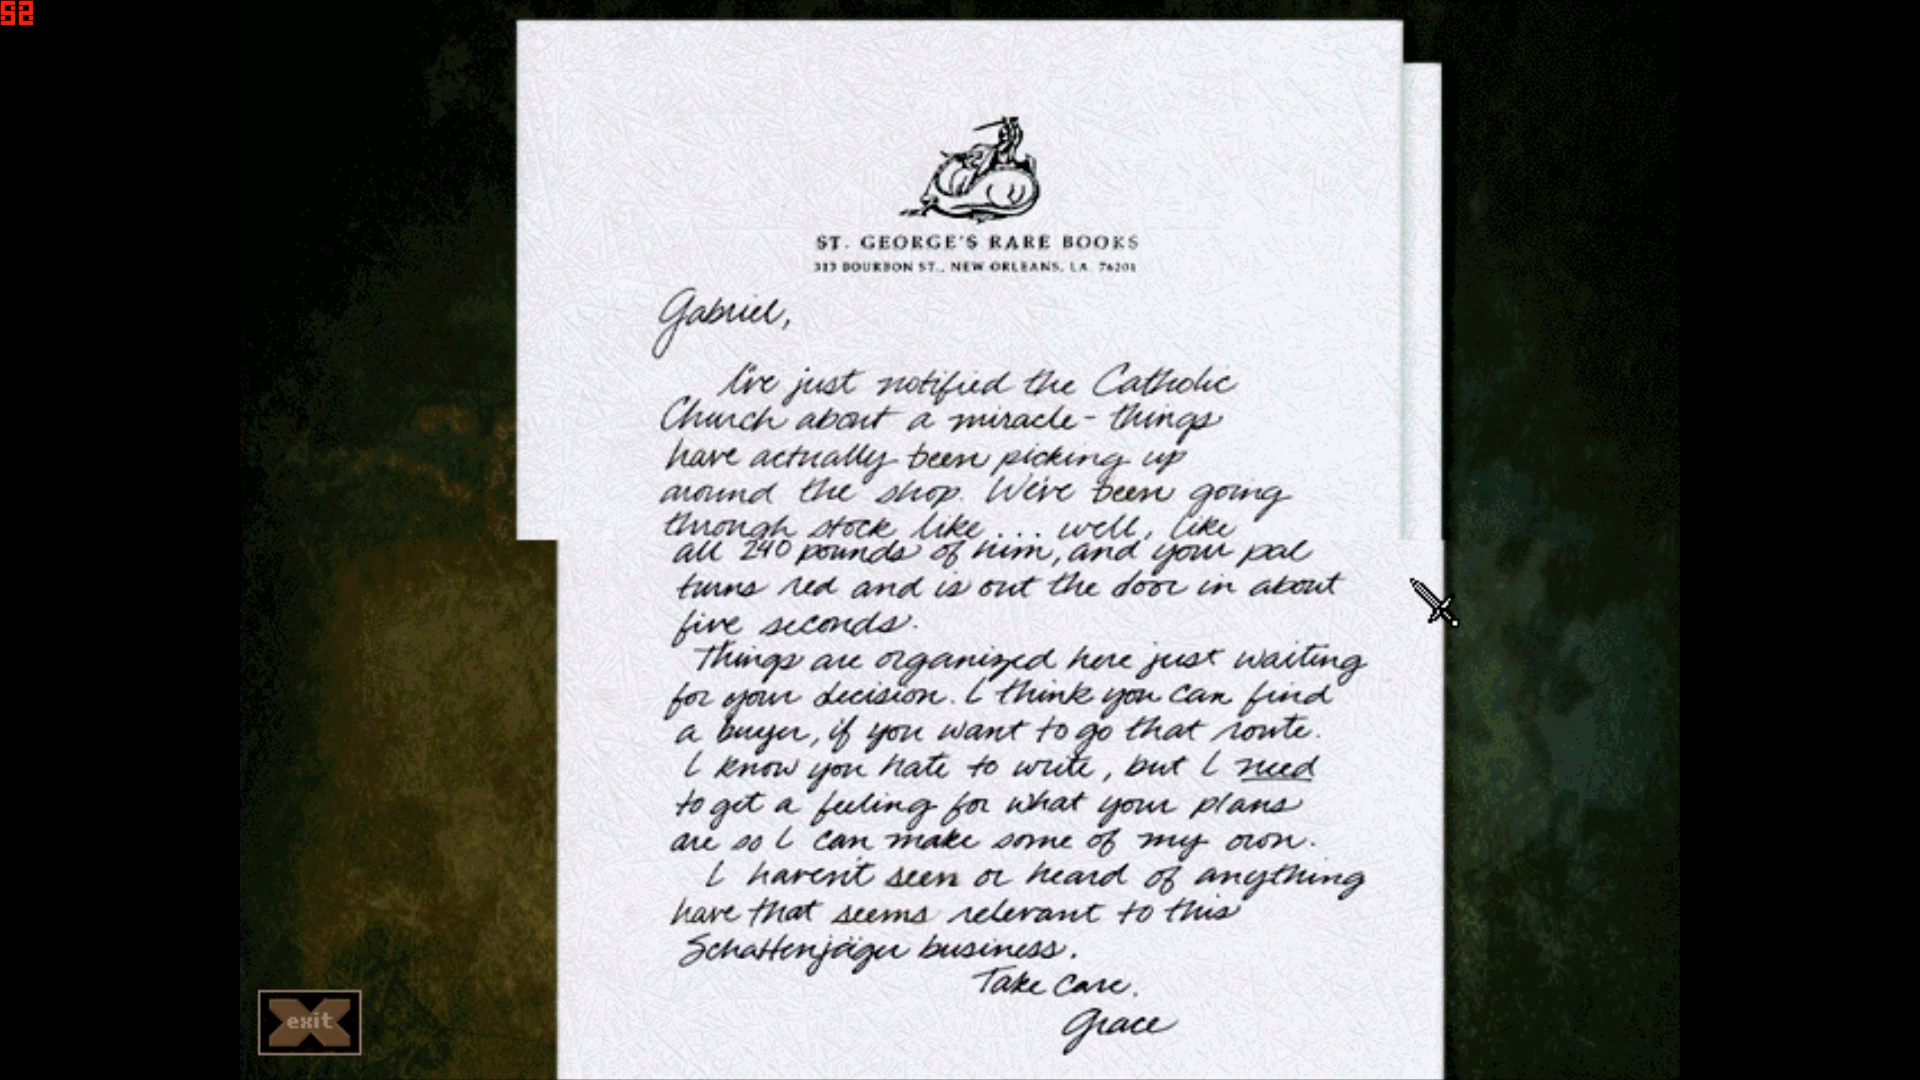 52
ST. GEORGE'S RARE BOOKS
313 BOURBON ST., NEW ORLEANS, LA. 76201
Gabriel,
I've just notified the Catholic
Church about a miracle - things
have actually been picking up
around the shop. We've been going
through stock like... well, like
all 240 pounds of him, and your pal
turns red and is out the door in about
five seconds.
Things are organized here just waiting
for your decision. I think you can find
a buyer, if you want to go that route.
I know you hate to write, but I need
to get a feeling for what your plans
are so I can make some of my own.
I haven't seen or heard of anything
have that seems relevant to this
Schattenjäger business.
Take Care.
Grace
exit